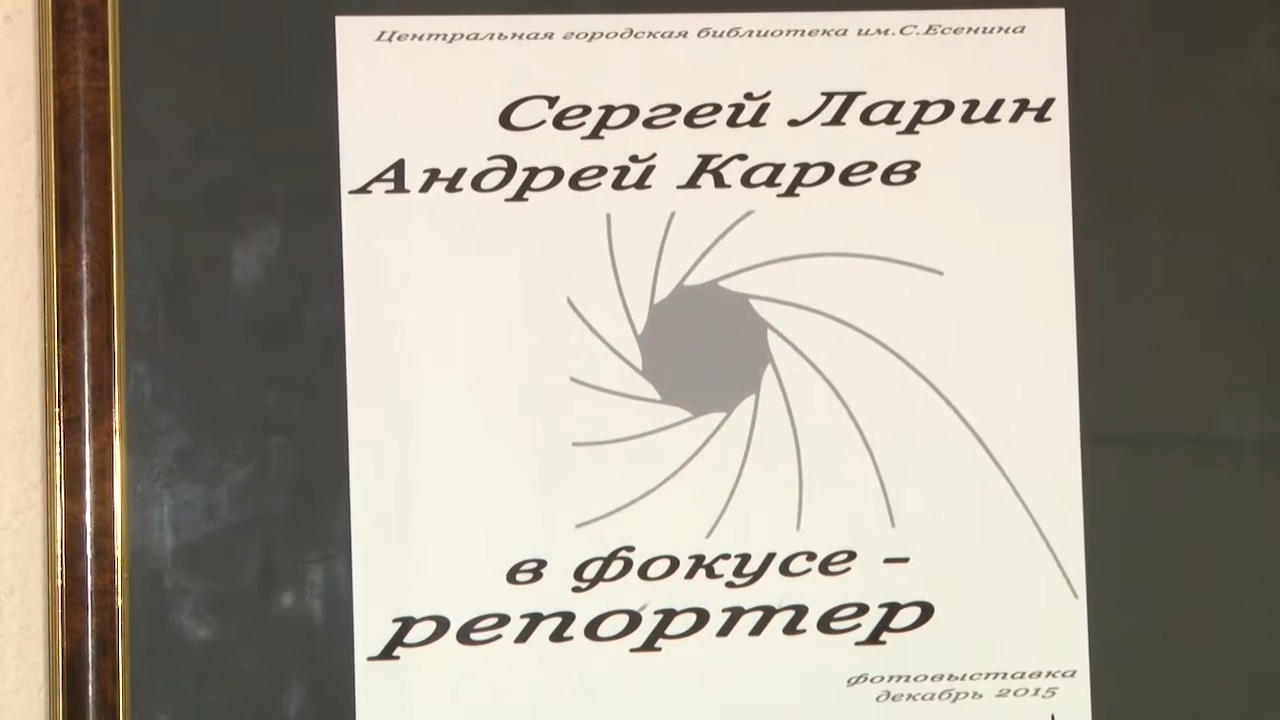 Центральная городская библиотека им.С.Есенина
Сергей Ларин
Андрей Карев
в фокусе –
репортер
фотовыставка
декабрь 2015